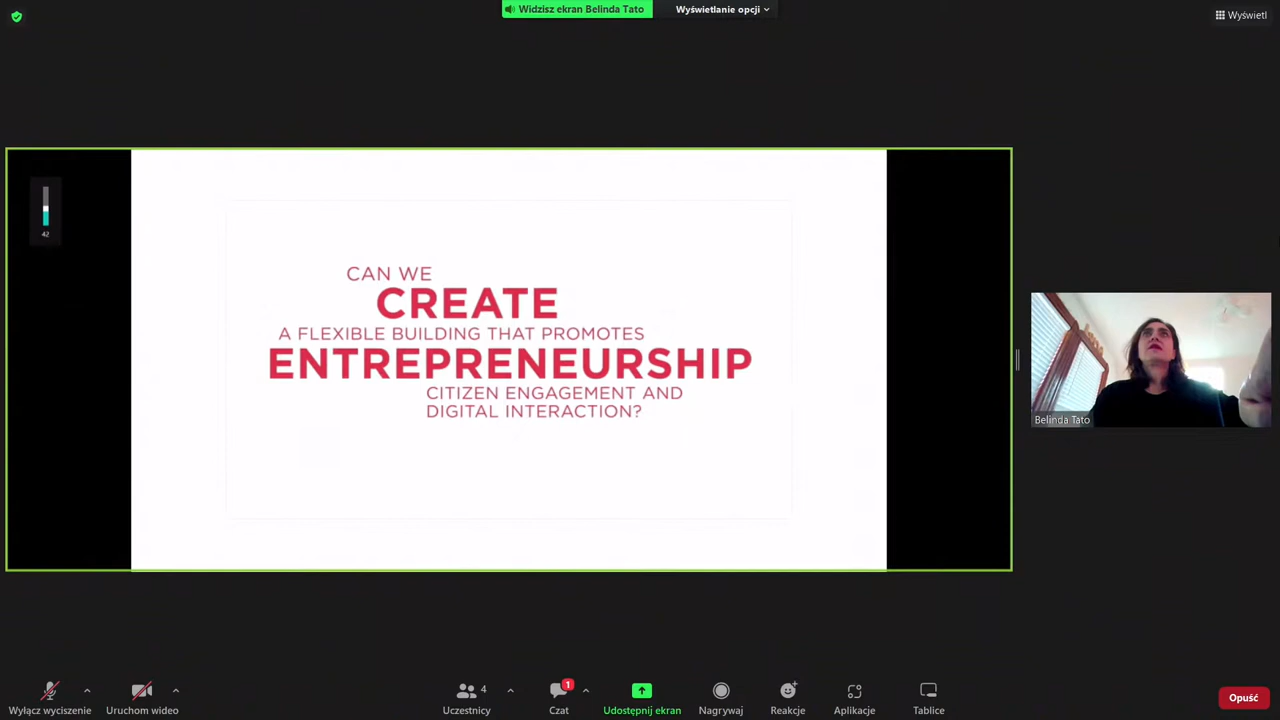 Widzisz ekran Belinda Tato
Wyświetlanie opcji
Wyświetl
42
CAN WE
CREATE
A FLEXIBLE BUILDING THAT PROMOTES
ENTREPRENEURSHIP
CITIZEN ENGAGEMENT AND
DIGITAL INTERACTION?
Belinda Tato
Wyłącz wyciszenie
Uruchom wideo
4
Uczestnicy
1
Czat
Udostępnij ekran
Nagrywaj
Reakcje
Aplikacje
Tablice
Opuść